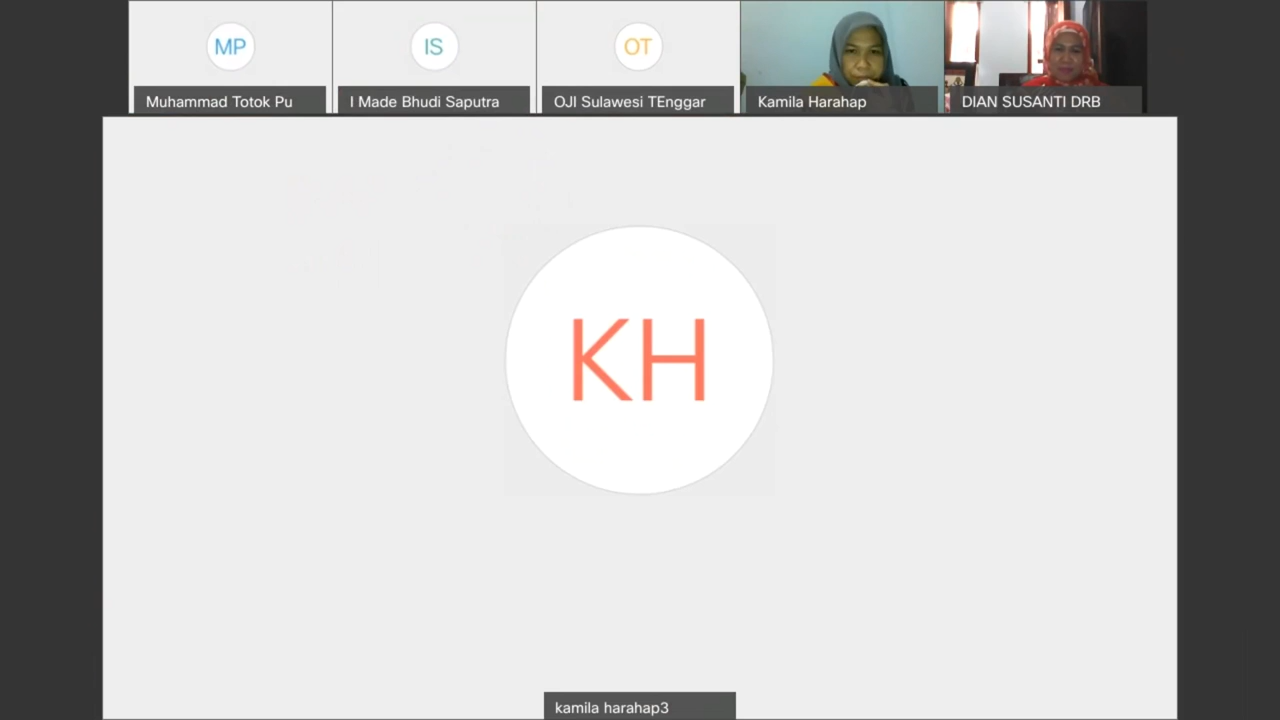 MP
IS
OT
Muhammad Totok Pu
I Made Bhudi Saputra
OJI Sulawesi TEnggar
Kamila Harahap
DIAN SUSANTI DRB
KH
kamila harahap3